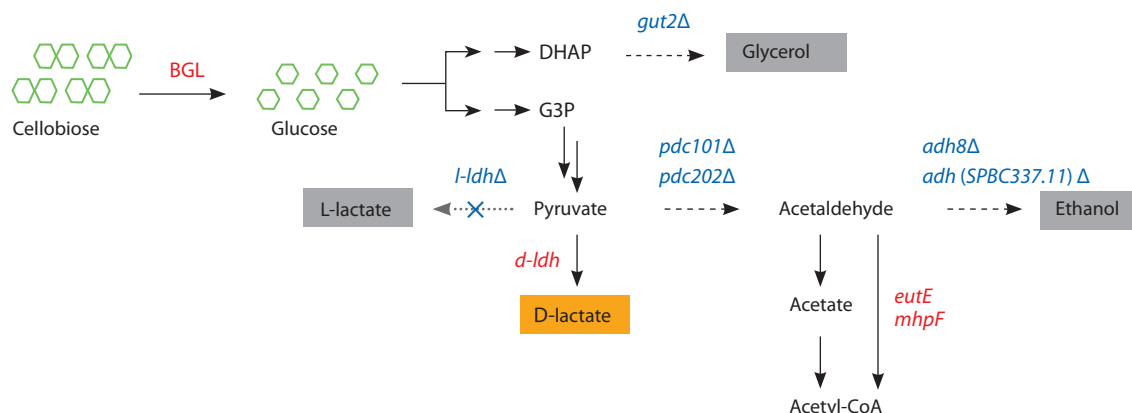 gut2Δ
BGL
DHAP
Glycerol
Cellobiose
Glucose
G3P
pdc101Δ
adh8Δ
l-ldhΔ
pdc202Δ
adh (SPBC337.11) Δ
L-lactate
Pyruvate
Acetaldehyde
Ethanol
d-ldh
D-lactate
Acetate
eutE
mhpF
Acetyl-CoA